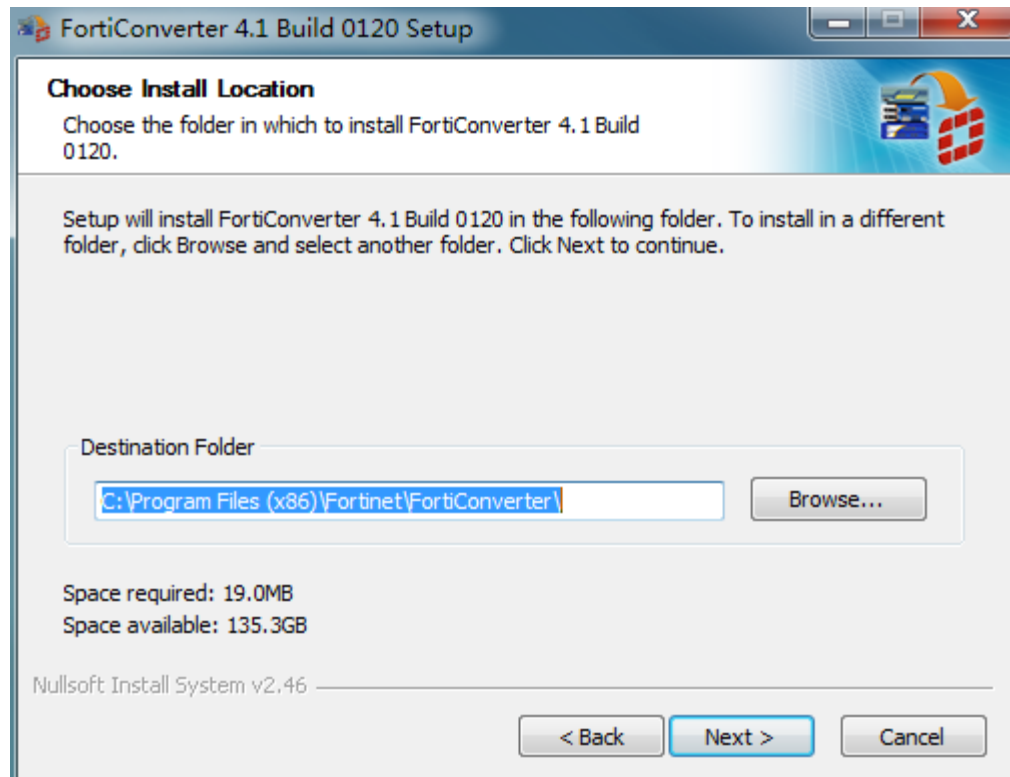 FortiConverter 4.1 Build 0120 Setup
Choose Install Location
Choose the folder in which to install FortiConverter 4.1 Build
0120.
Setup will install FortiConverter 4.1 Build 0120 in the following folder. To install in a different
folder, click Browse and select another folder. Click Next to continue.
Destination Folder
C:\Program Files (x86)\Fortinet\FortiConverter\
Browse...
Space required: 19.0MB
Space available: 135.3GB
Nullsoft Install System v2.46
< Back
Next >
Cancel